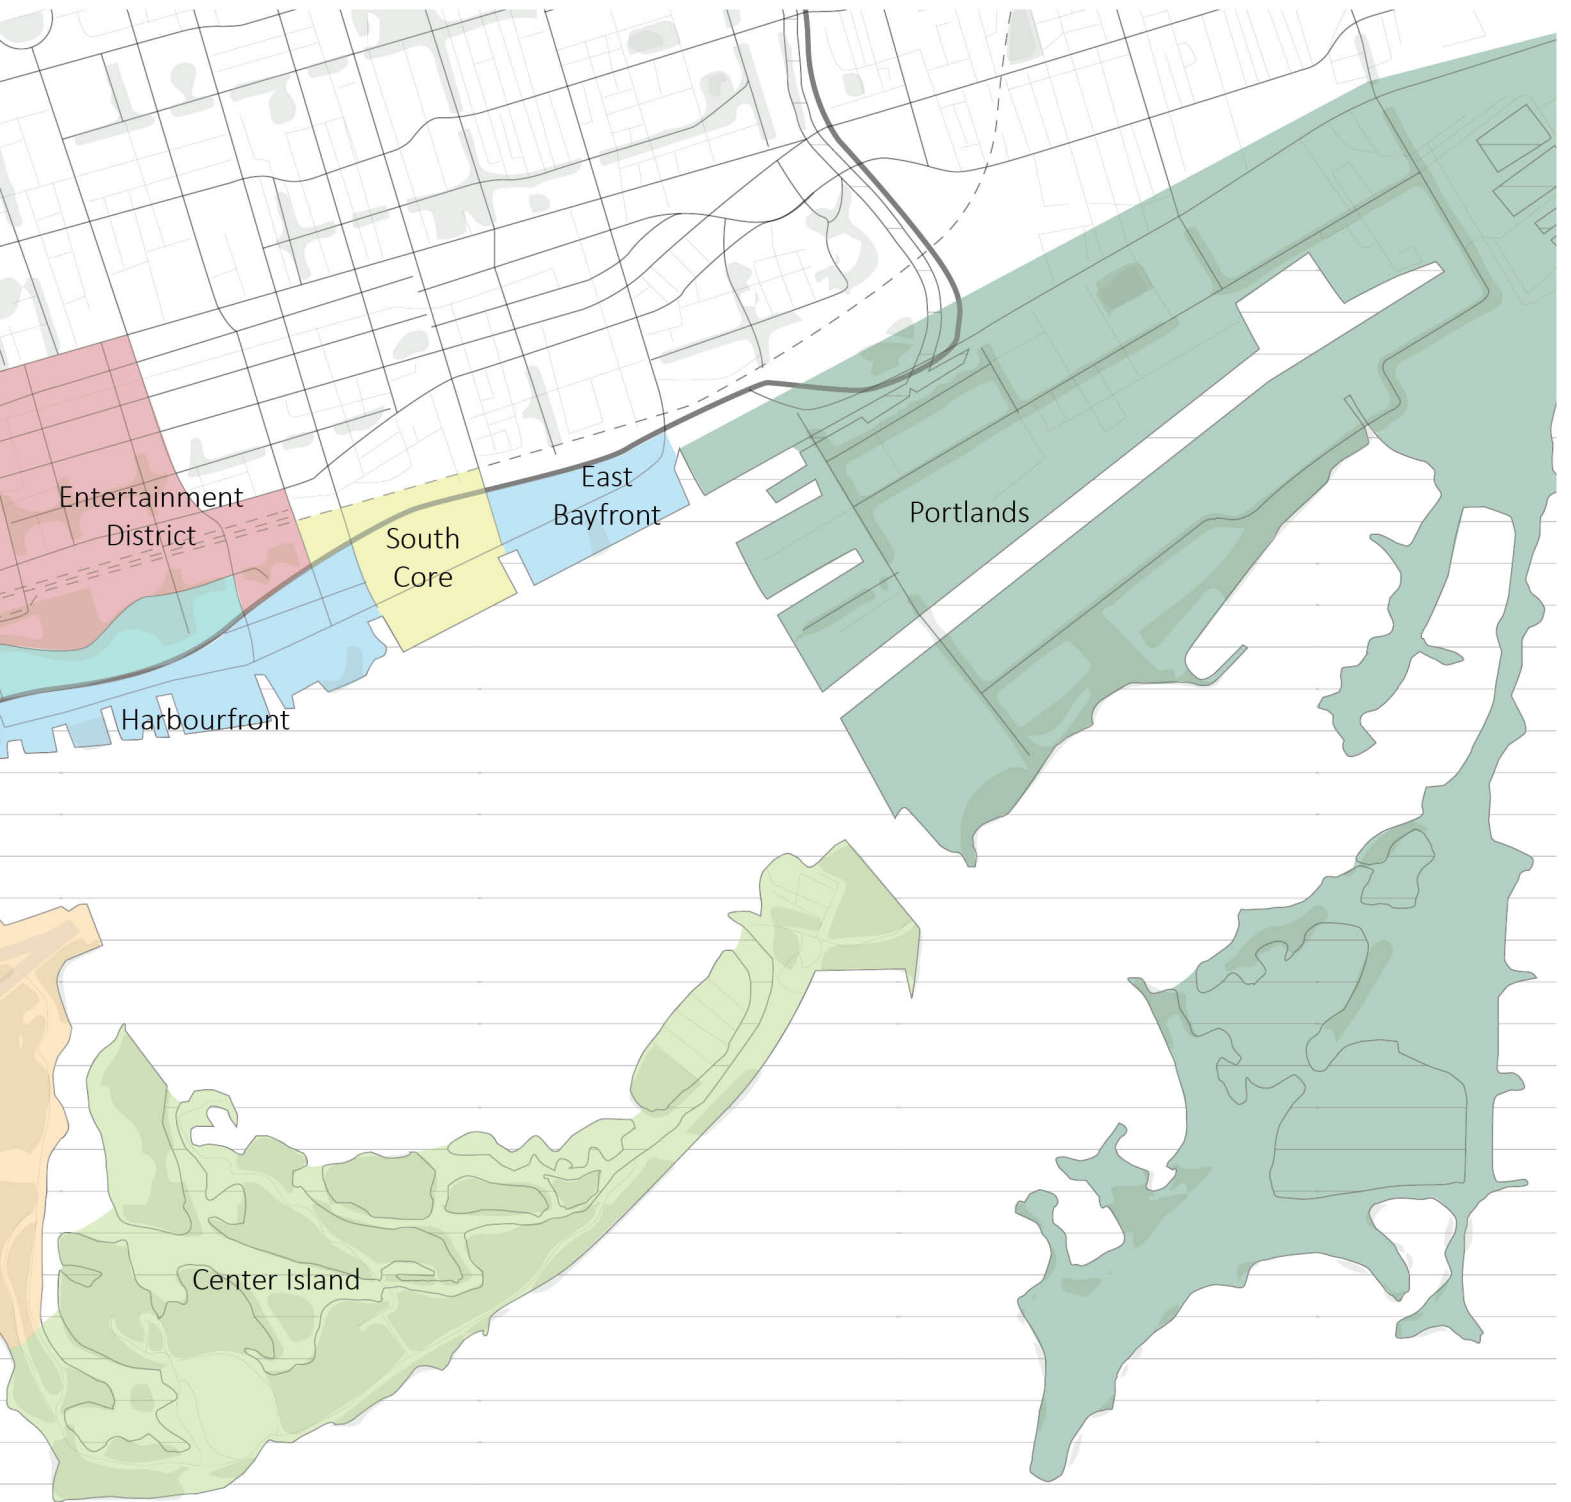 Entertainment
District
South
Core
East
Bayfront
Portlands
Harbourfront
Center Island